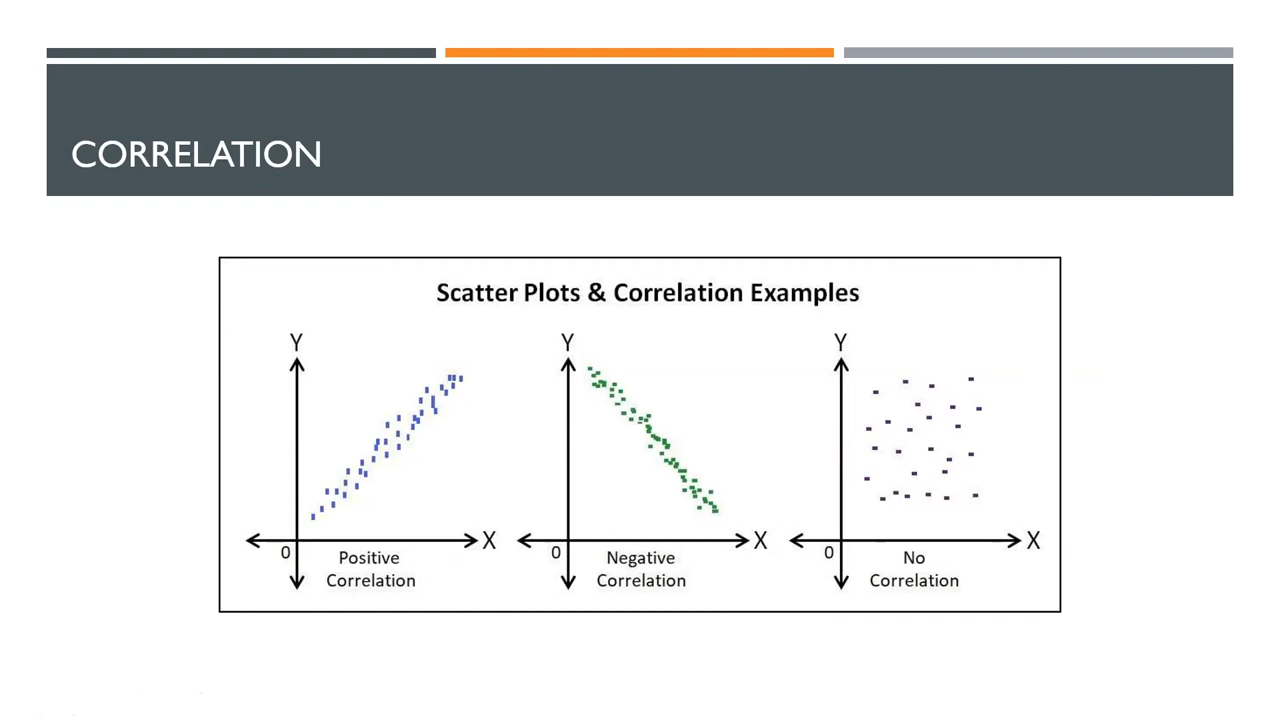 CORRELATION
Scatter Plots & Correlation Examples
Y
Y
Y
X
X
X
0
0
0
Positive
Correlation
Negative
Correlation
No
Correlation